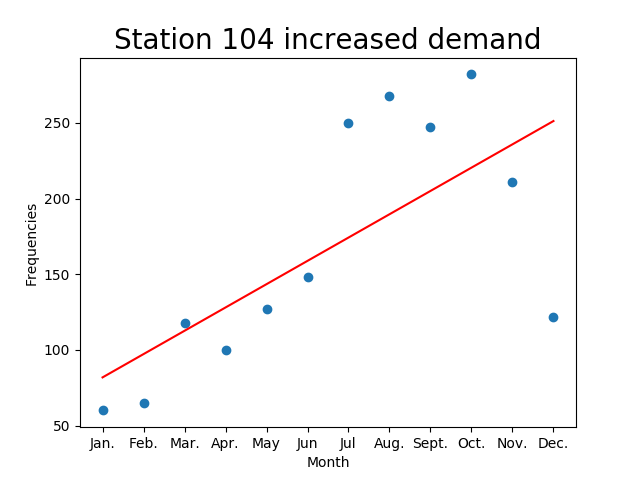 Station 104 increased demand
Frequencies
250
200
150
100
50
Jan. Feb. Mar. Apr. May Jun Jul Aug. Sept. Oct. Nov. Dec.
Month